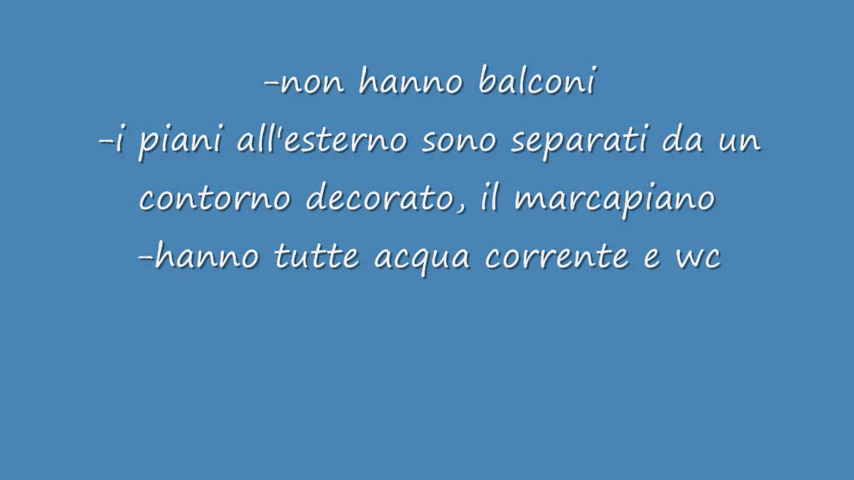 -non hanno balconi
-i piani all'esterno sono separati da un
contorno decorato, il marcapiano
-hanno tutte acqua corrente e wc